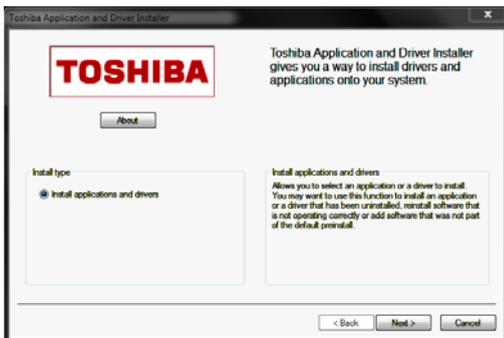 Toshiba Application and Driver Installer
x
TOSHIBA
Toshiba Application and Driver Installer
gives you a way to install drivers and
applications onto your system.
About
Install type
Install applications and drivers
Install applications and drivers
Allows you to select an application or a driver to install.
You may want to use this function to install an application
or a driver that has been uninstalled, reinstall software that
is not operating correctly or add software that was not part
of the default preinstall.
< Back
Next >
Cancel